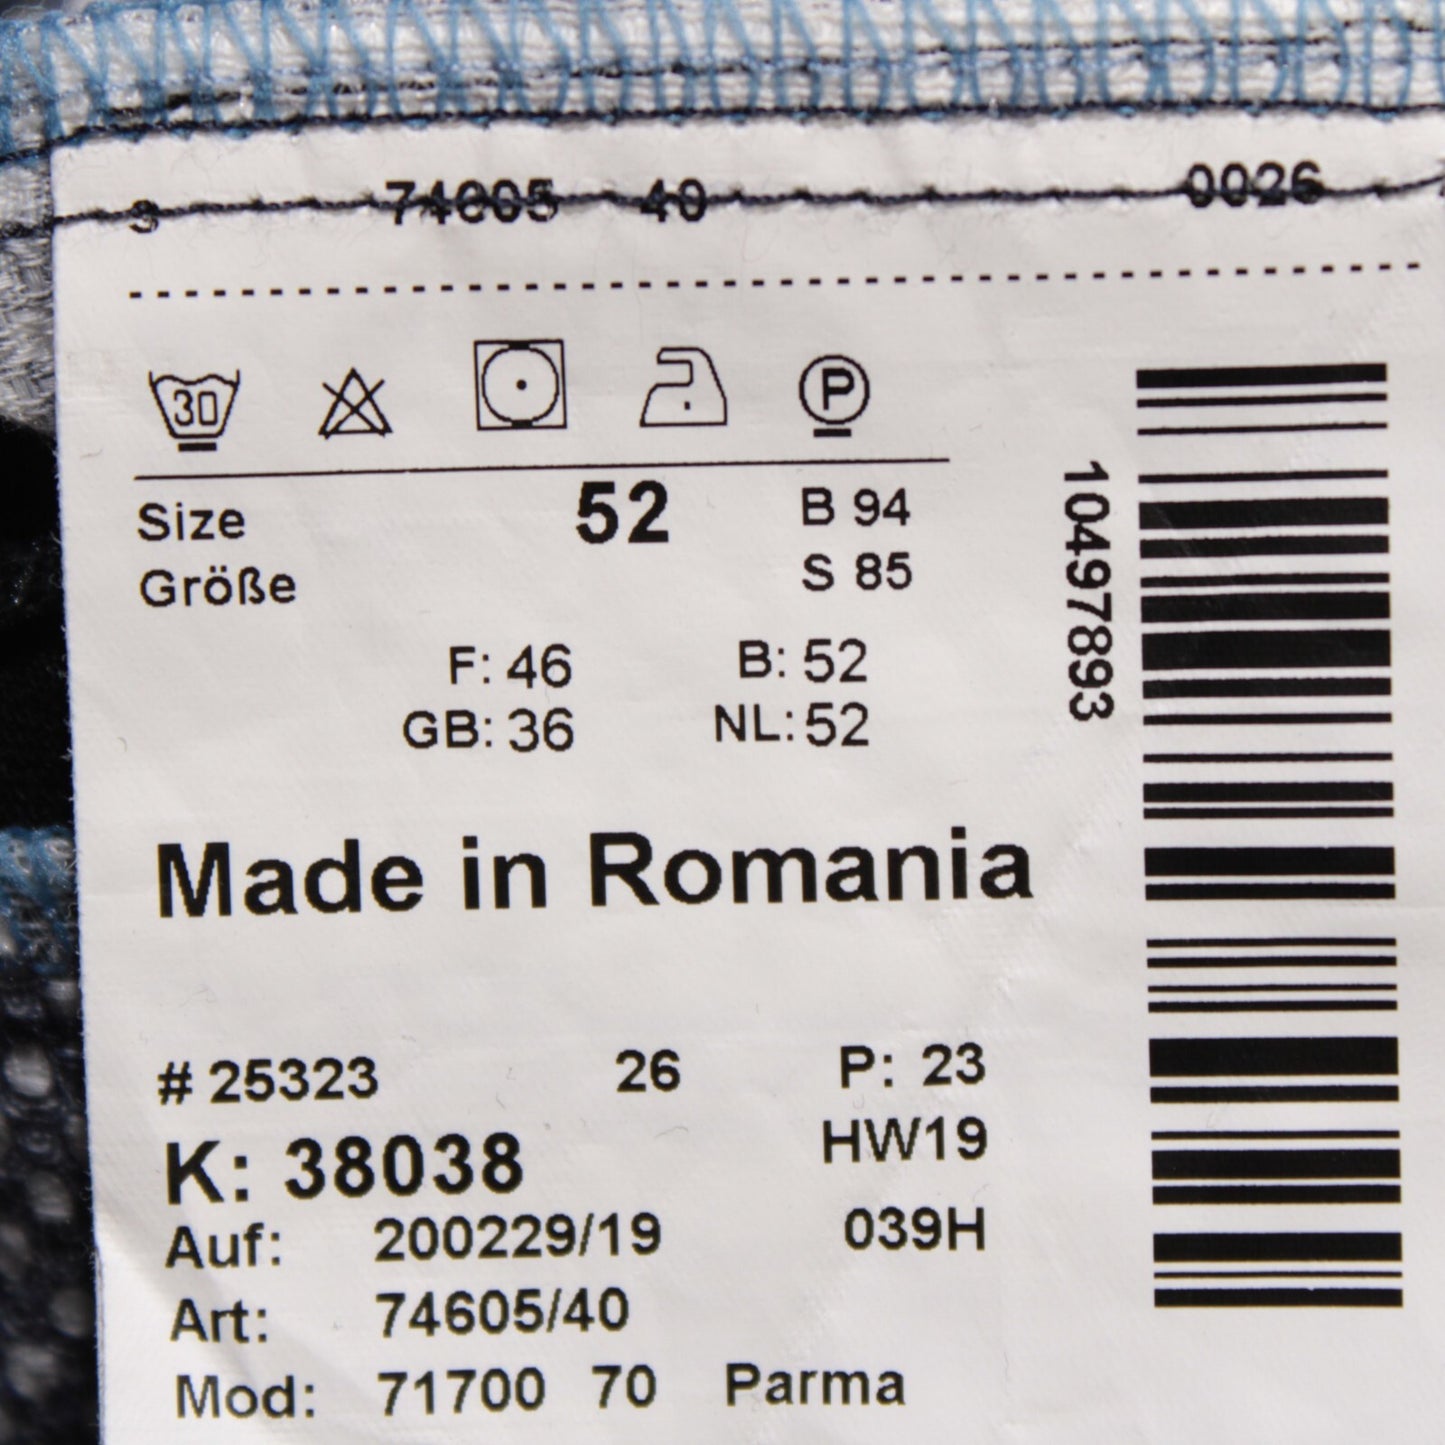 3 74605 40 0026
30 P
Size 52 B 94
Größe S 85
F: 46 B: 52
GB: 36 NL: 52
10497893
Made in Romania
# 25323 26 P: 23
K: 38038 HW19
Auf: 200229/19 039H
Art: 74605/40
Mod: 71700 70 Parma